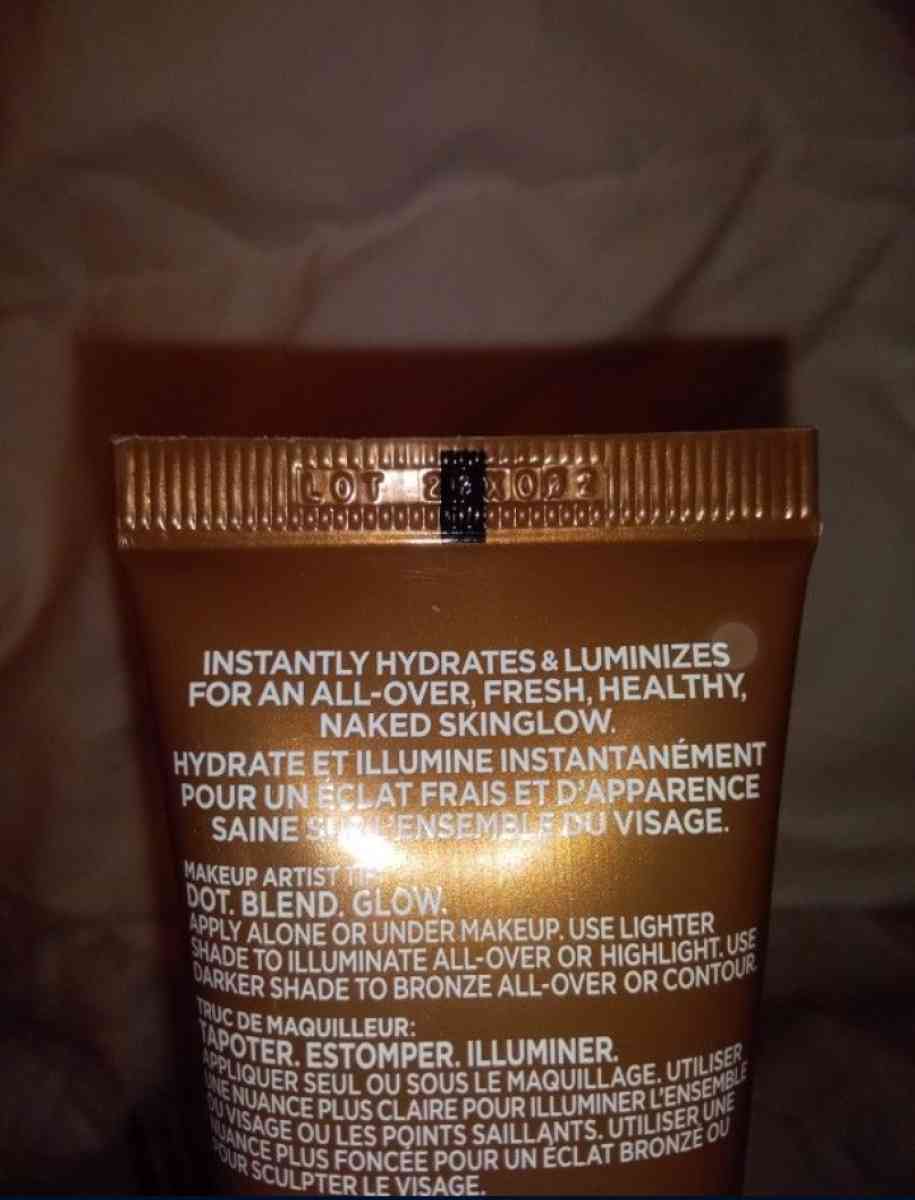 LOT
INSTANTLY HYDRATES & LUMINIZES
FOR AN ALL-OVER, FRESH, HEALTHY,
NAKED SKINGLOW.
HYDRATE ET ILLUMINE INSTANTANÉMENT
POUR UN ÉCLAT FRAIS ET D'APPARENCE
SAINE SUR L'ENSEMBLE DU VISAGE.
MAKEUP ARTIST TIP
DOT. BLEND. GLOW.
APPLY ALONE OR UNDER MAKEUP. USE LIGHTER
SHADE TO ILLUMINATE ALL-OVER OR HIGHLIGHT. USE
DARKER SHADE TO BRONZE ALL-OVER OR CONTOUR.
TRUC DE MAQUILLEUR:
TAPOTER. ESTOMPER. ILLUMINER.
APPLIQUER SEUL OU SOUS LE MAQUILLAGE. UTILISER
UNE NUANCE PLUS CLAIRE POUR ILLUMINER L'ENSEMBLE
DU VISAGE OU LES POINTS SAILLANTS. UTILISER UNE
NUANCE PLUS FONCÉE POUR UN ÉCLAT BRONZÉ OU
POUR SCULPTER LE VISAGE.